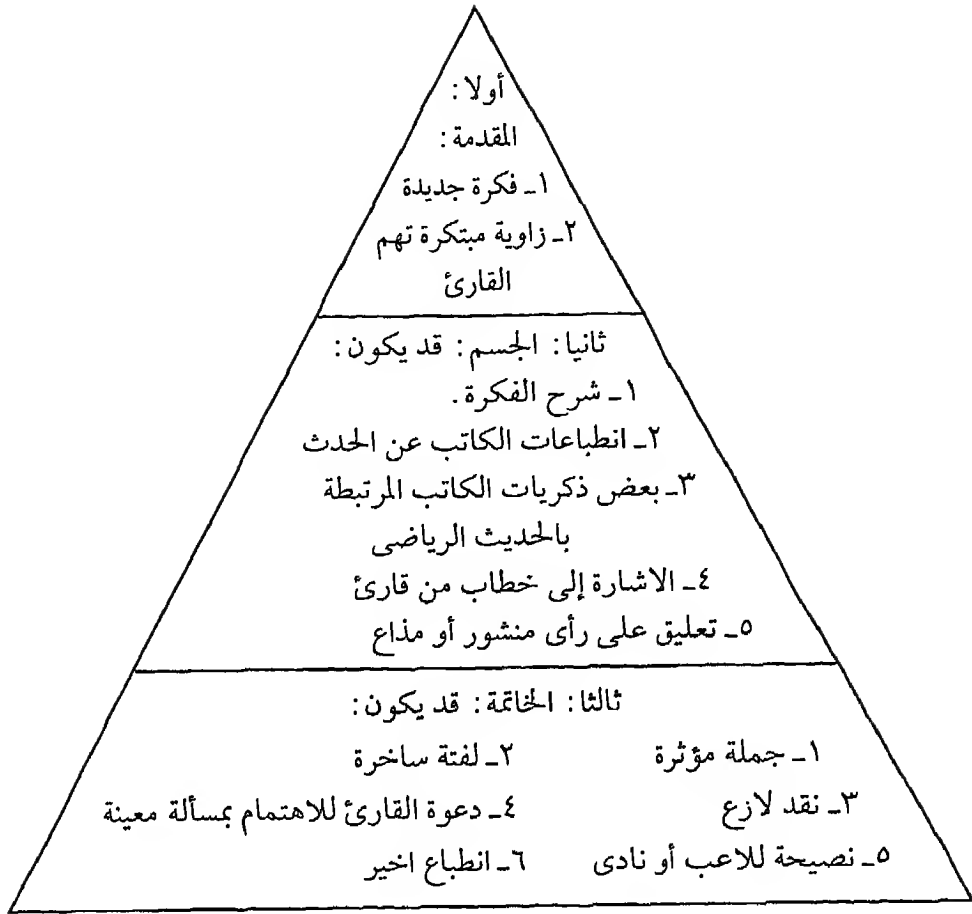 أولا :
المقدمة :
١ـ فكرة جديدة
٢ـ زاوية مبتكرة تهم
القارئ
ثانيا : الجسم : قد يكون :
١ـ شرح الفكرة .
٢ـ انطباعات الكاتب عن الحدث
٣ـ بعض ذكريات الكاتب المرتبطة
بالحديث الرياضى
٤ـ الاشارة إلى خطاب من قارئ
٥ـ تعليق على رأى منشور أو مذاع
ثالثا : الخاتمة : قد يكون :
١ـ جملة مؤثرة ٢ـ لفتة ساخرة
٣ـ نقد لازع ٤ـ دعوة القارئ للاهتمام بمسألة معينة
٥ـ نصيحة للاعب أو نادى ٦ـ انطباع اخير